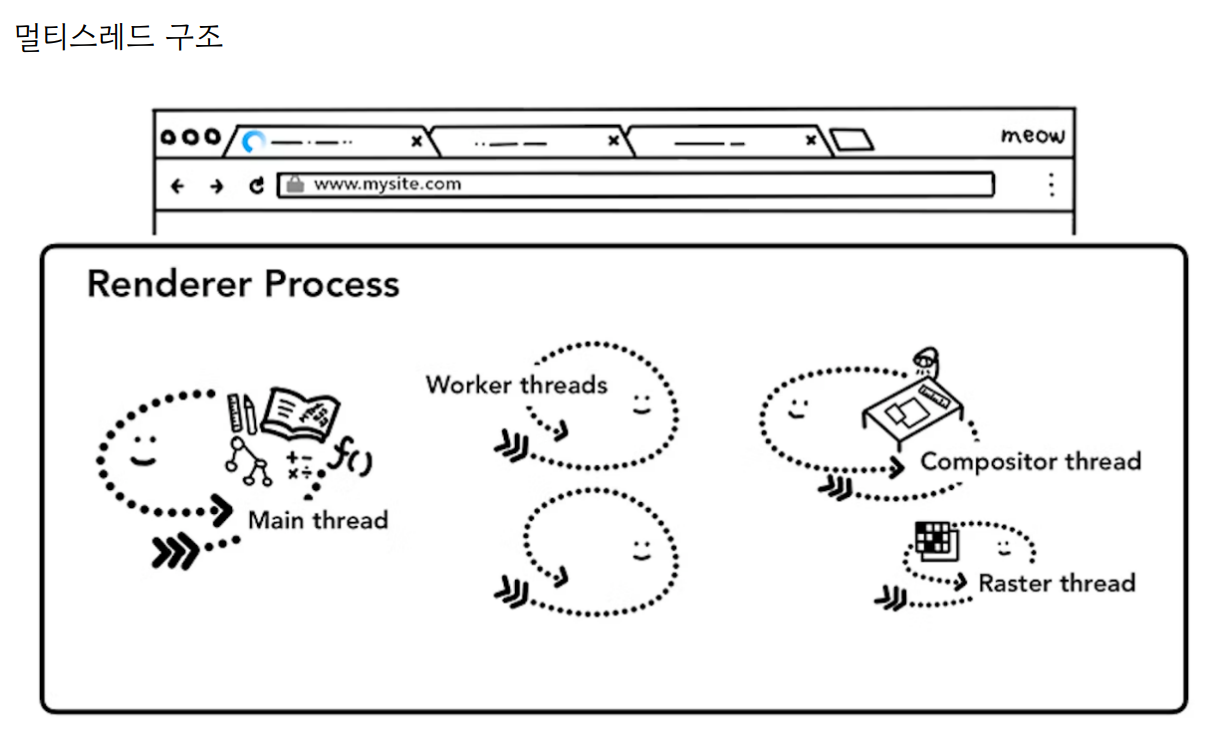 멀티스레드 구조
meow
www.mysite.com
Renderer Process
Worker threads
f()
Compositor thread
Main thread
Raster thread